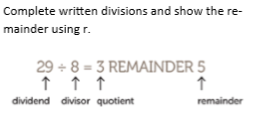 Complete written divisions and show the re-
mainder using r.
29 ÷ 8 = 3 REMAINDER 5
↑ ↑ ↑ ↑
dividend divisor quotient remainder